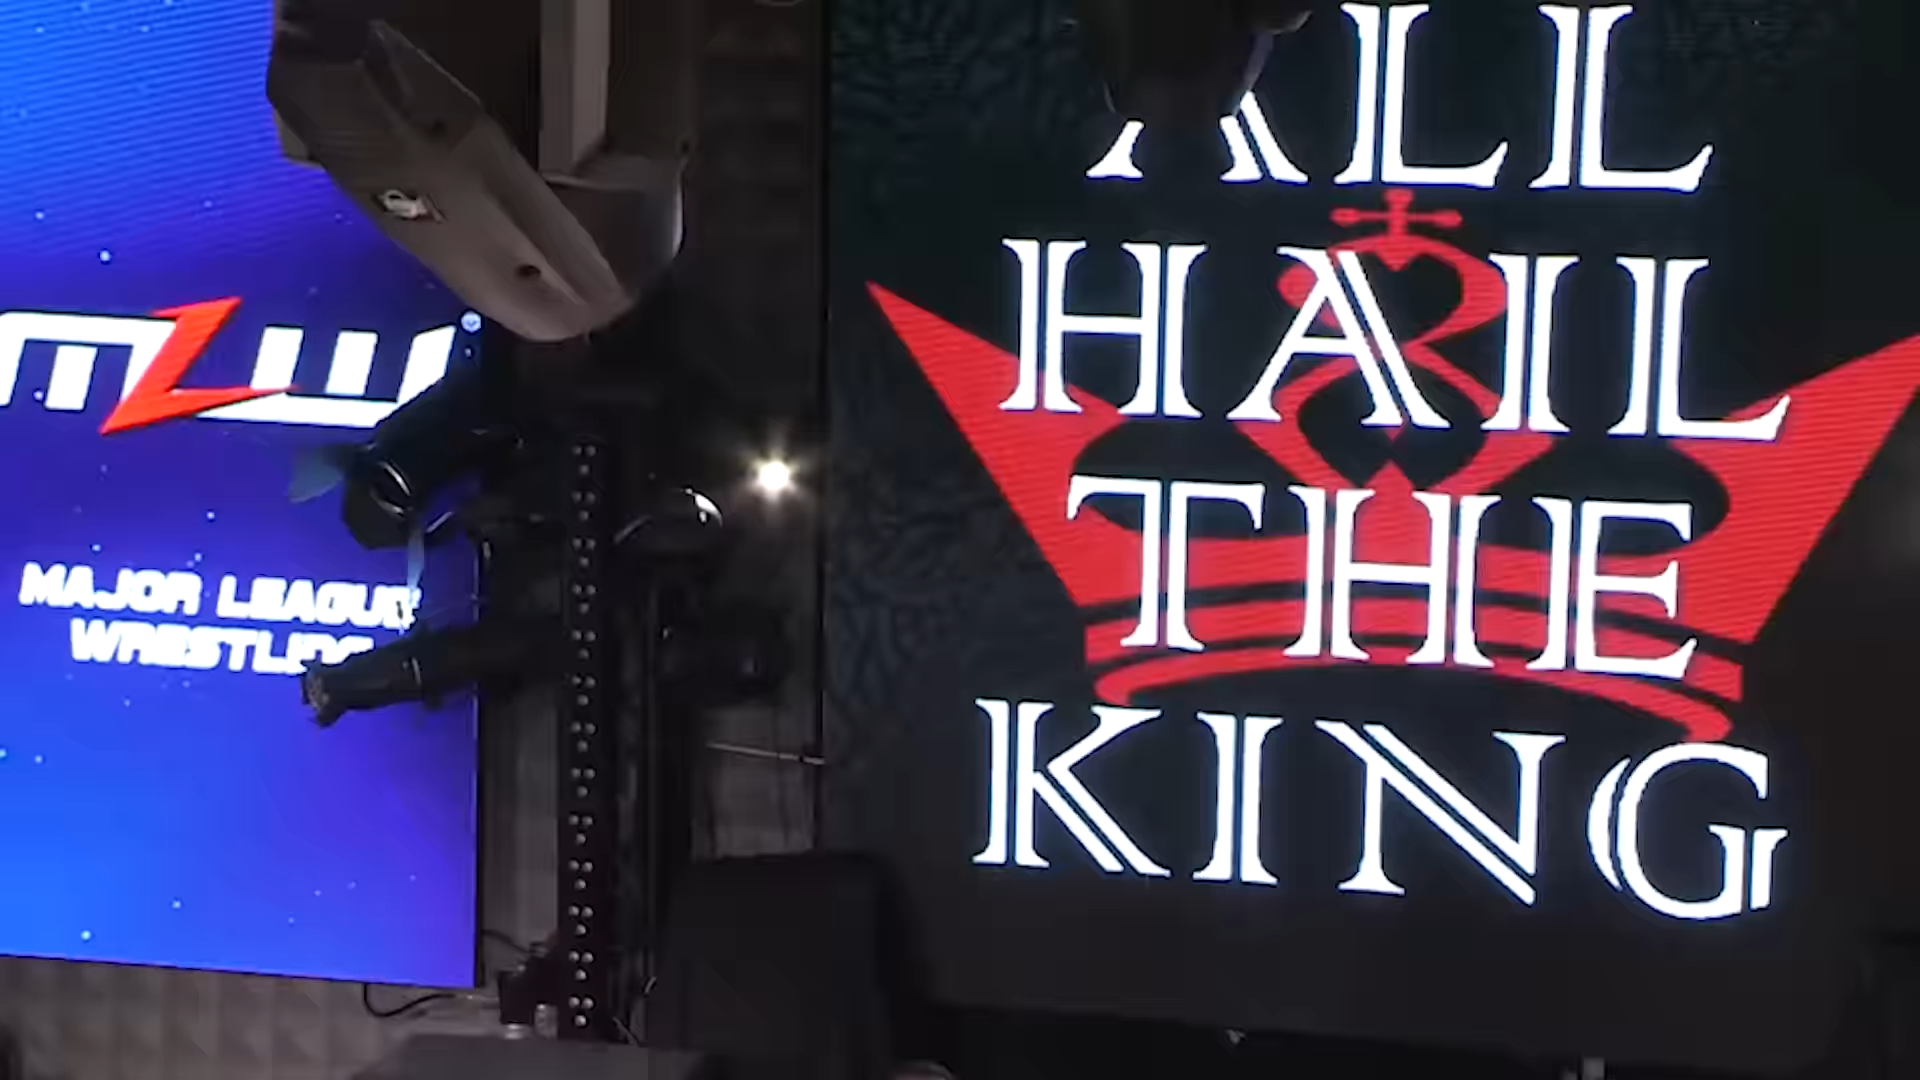 MLW
MAJOR LEAGUE
WRESTLING
ALL
HAIL
THE
KING